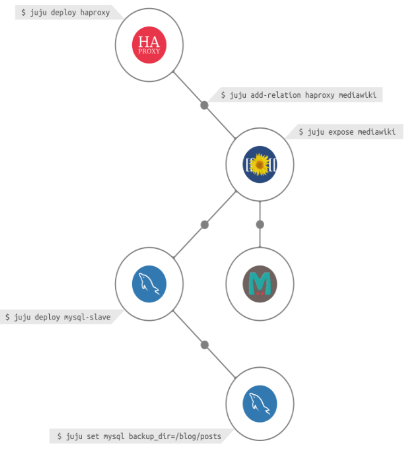 $ juju deploy haproxy
HA
PROXY
$ juju add-relation haproxy mediawiki
$ juju expose mediawiki
[[ ]]
M
$ juju deploy mysql-slave
$ juju set mysql backup_dir=/blog/posts